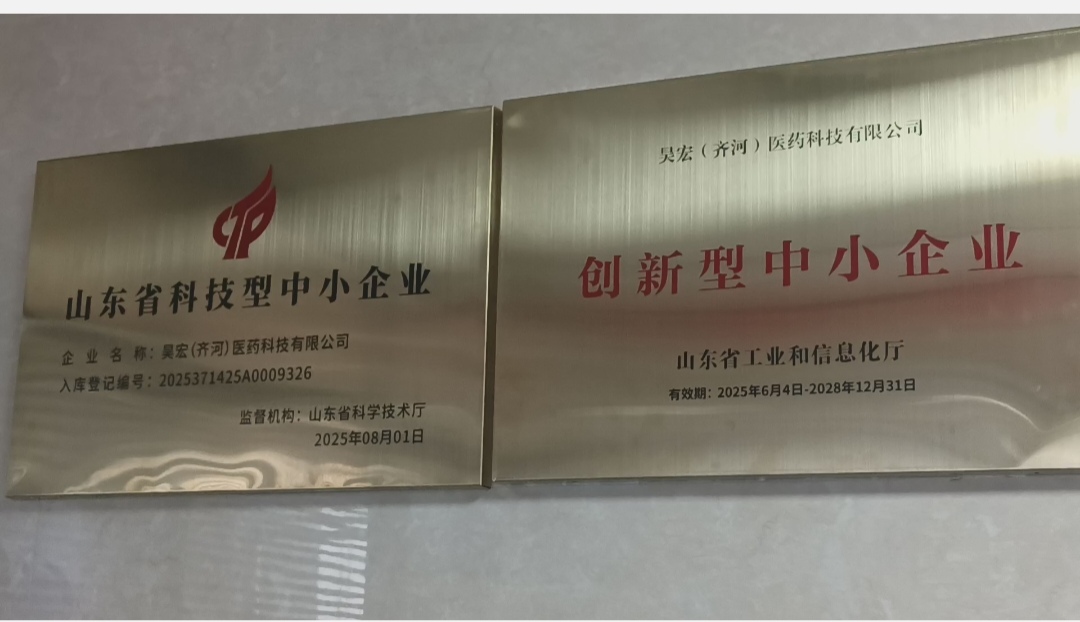 CTP
山东省科技型中小企业
企业名称：昊宏(齐河)医药科技有限公司
入库登记编号：2025371425A0009326
监督机构：山东省科学技术厅
2025年08月01日
昊宏（齐河）医药科技有限公司
创新型中小企业
山东省工业和信息化厅
有效期：2025年6月4日-2028年12月31日